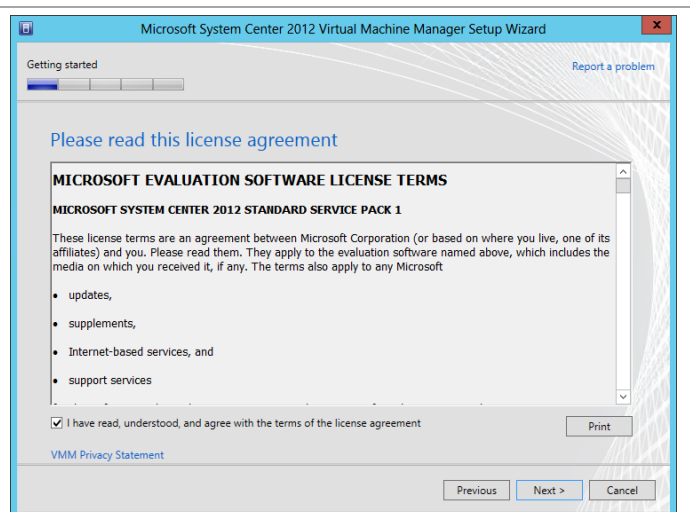 Microsoft System Center 2012 Virtual Machine Manager Setup Wizard
x
Getting started
Report a problem
Please read this license agreement
MICROSOFT EVALUATION SOFTWARE LICENSE TERMS
MICROSOFT SYSTEM CENTER 2012 STANDARD SERVICE PACK 1
These license terms are an agreement between Microsoft Corporation (or based on where you live, one of its
affiliates) and you. Please read them. They apply to the evaluation software named above, which includes the
media on which you received it, if any. The terms also apply to any Microsoft
• updates,
• supplements,
• Internet-based services, and
• support services
I have read, understood, and agree with the terms of the license agreement
Print
VMM Privacy Statement
Previous
Next >
Cancel